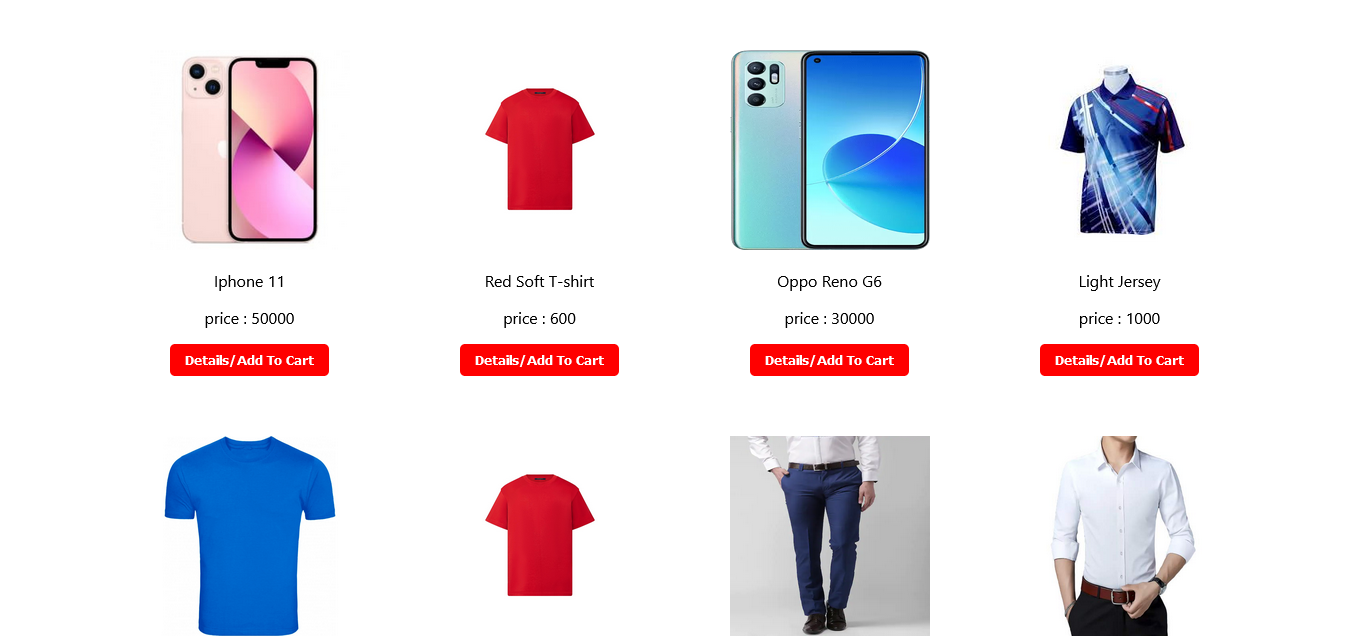 Iphone 11
Red Soft T-shirt
Oppo Reno G6
Light Jersey
price : 50000
price : 600
price : 30000
price : 1000
Details/Add To Cart
Details/Add To Cart
Details/Add To Cart
Details/Add To Cart